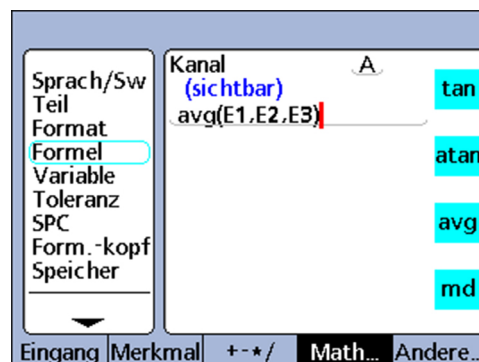 Sprach/Sw
Teil
Format
Formel
Variable
Toleranz
SPC
Form.-kopf
Speicher
Kanal A
(sichtbar)
avg(E1,E2,E3)
tan
atan
avg
md
Eingang Merkmal +-*/ Math... Andere...